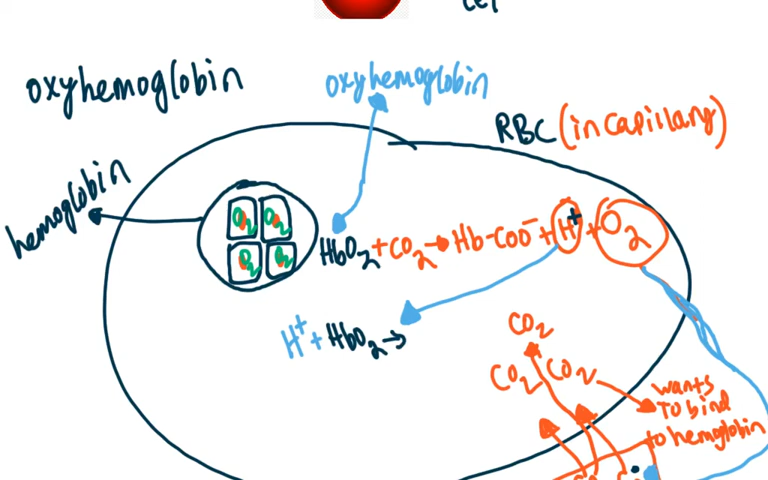 cel
oxyhemoglobin
oxyhemoglobin
RBC (in capillary)
hemoglobin
O2 O2
O2 O2
HbO2 + CO2 → Hb-COO⁻ + H⁺ + O2
H⁺ + HbO2 →
CO2
CO2 CO2
wants
to bind
to hemoglobin